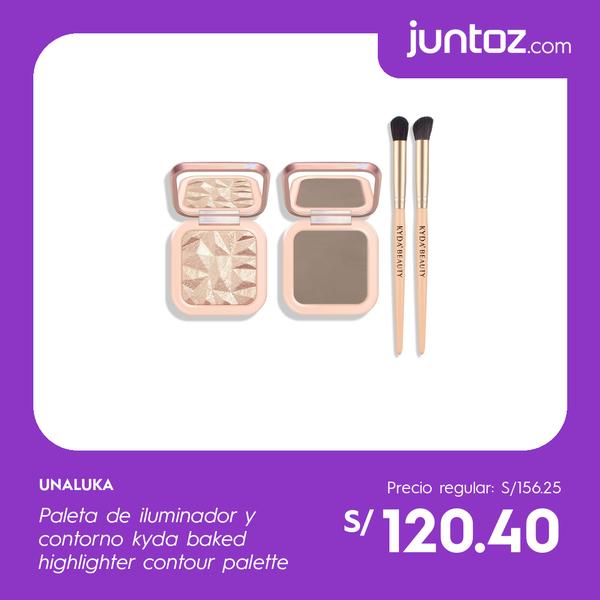 juntoz.com
KYDA BEAUTY
KYDA BEAUTY
UNALUKA
Paleta de iluminador y
contorno kyda baked
highlighter contour palette
Precio regular: S/156.25
S/120.40